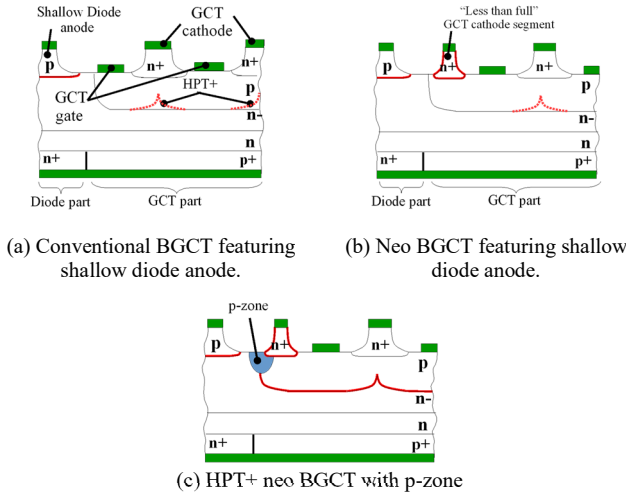 Shallow Diode
anode
GCT
cathode
p
n+
n+
GCT
gate
HPT+
p
n-
n
n+
p+
Diode part
GCT part
(a) Conventional BGCT featuring
shallow diode anode.
“Less than full”
GCT cathode segment
p
n+
n+
p
n-
n
n+
p+
Diode part
GCT part
(b) Neo BGCT featuring shallow
diode anode.
p-zone
p
n+
n+
p
n-
n
n+
p+
(c) HPT+ neo BGCT with p-zone